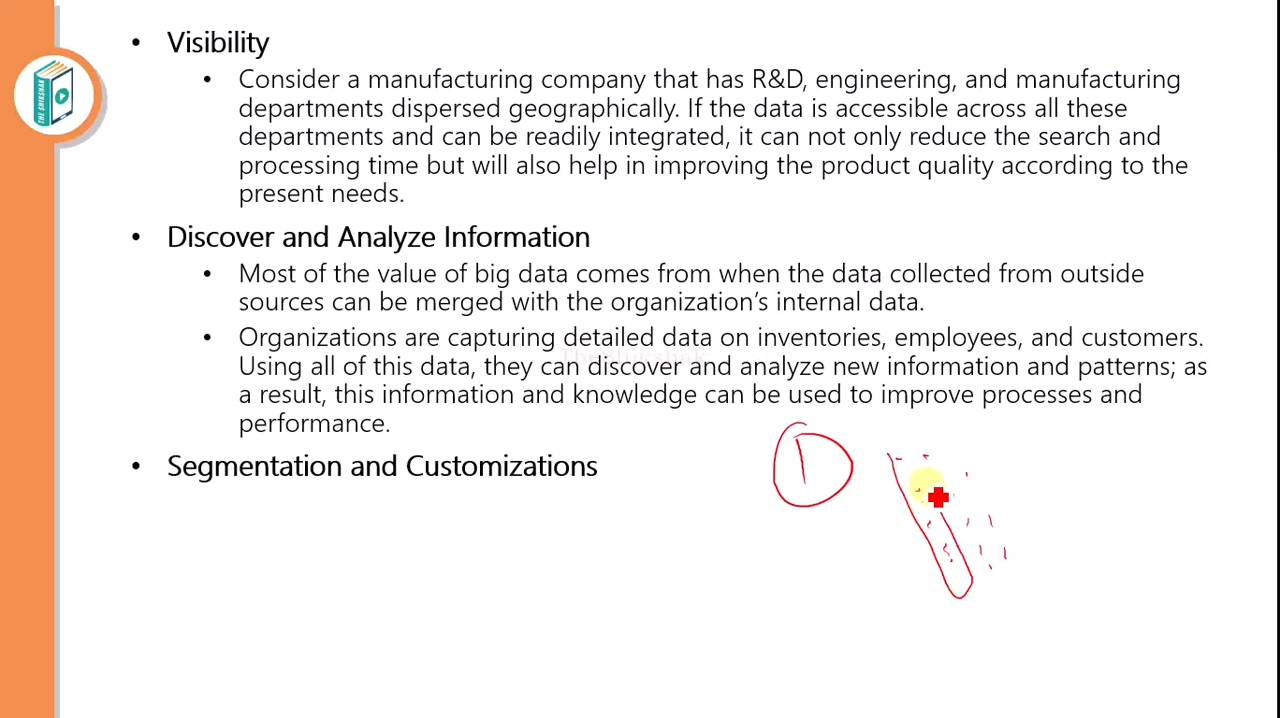 • Visibility
• Consider a manufacturing company that has R&D, engineering, and manufacturing
departments dispersed geographically. If the data is accessible across all these
departments and can be readily integrated, it can not only reduce the search and
processing time but will also help in improving the product quality according to the
present needs.
• Discover and Analyze Information
• Most of the value of big data comes from when the data collected from outside
sources can be merged with the organization’s internal data.
• Organizations are capturing detailed data on inventories, employees, and customers.
Using all of this data, they can discover and analyze new information and patterns; as
a result, this information and knowledge can be used to improve processes and
performance.
• Segmentation and Customizations
THE SHIKSHAK
TheShikshak
D